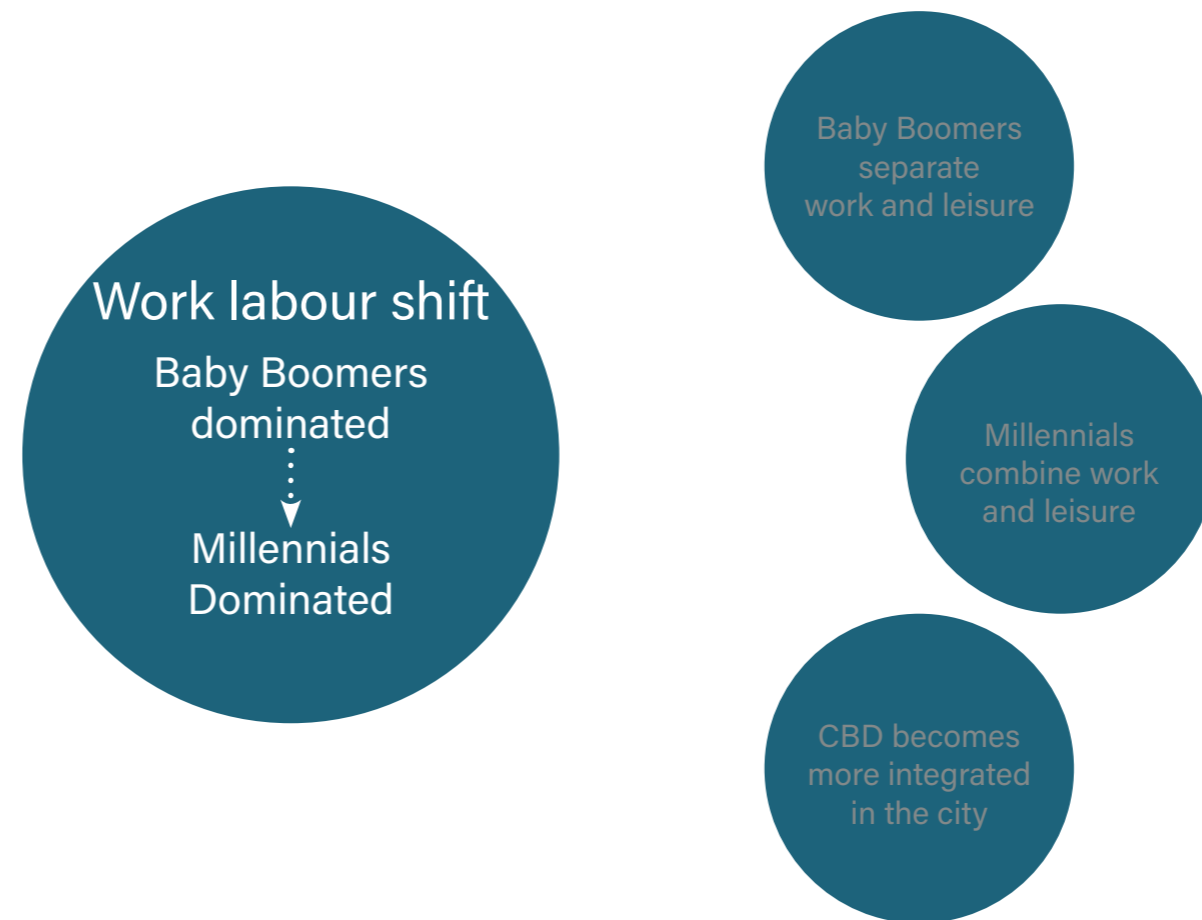 Work labour shift
Baby Boomers
dominated
Millennials
Dominated
Baby Boomers
separate
work and leisure
Millennials
combine work
and leisure
CBD becomes
more integrated
in the city